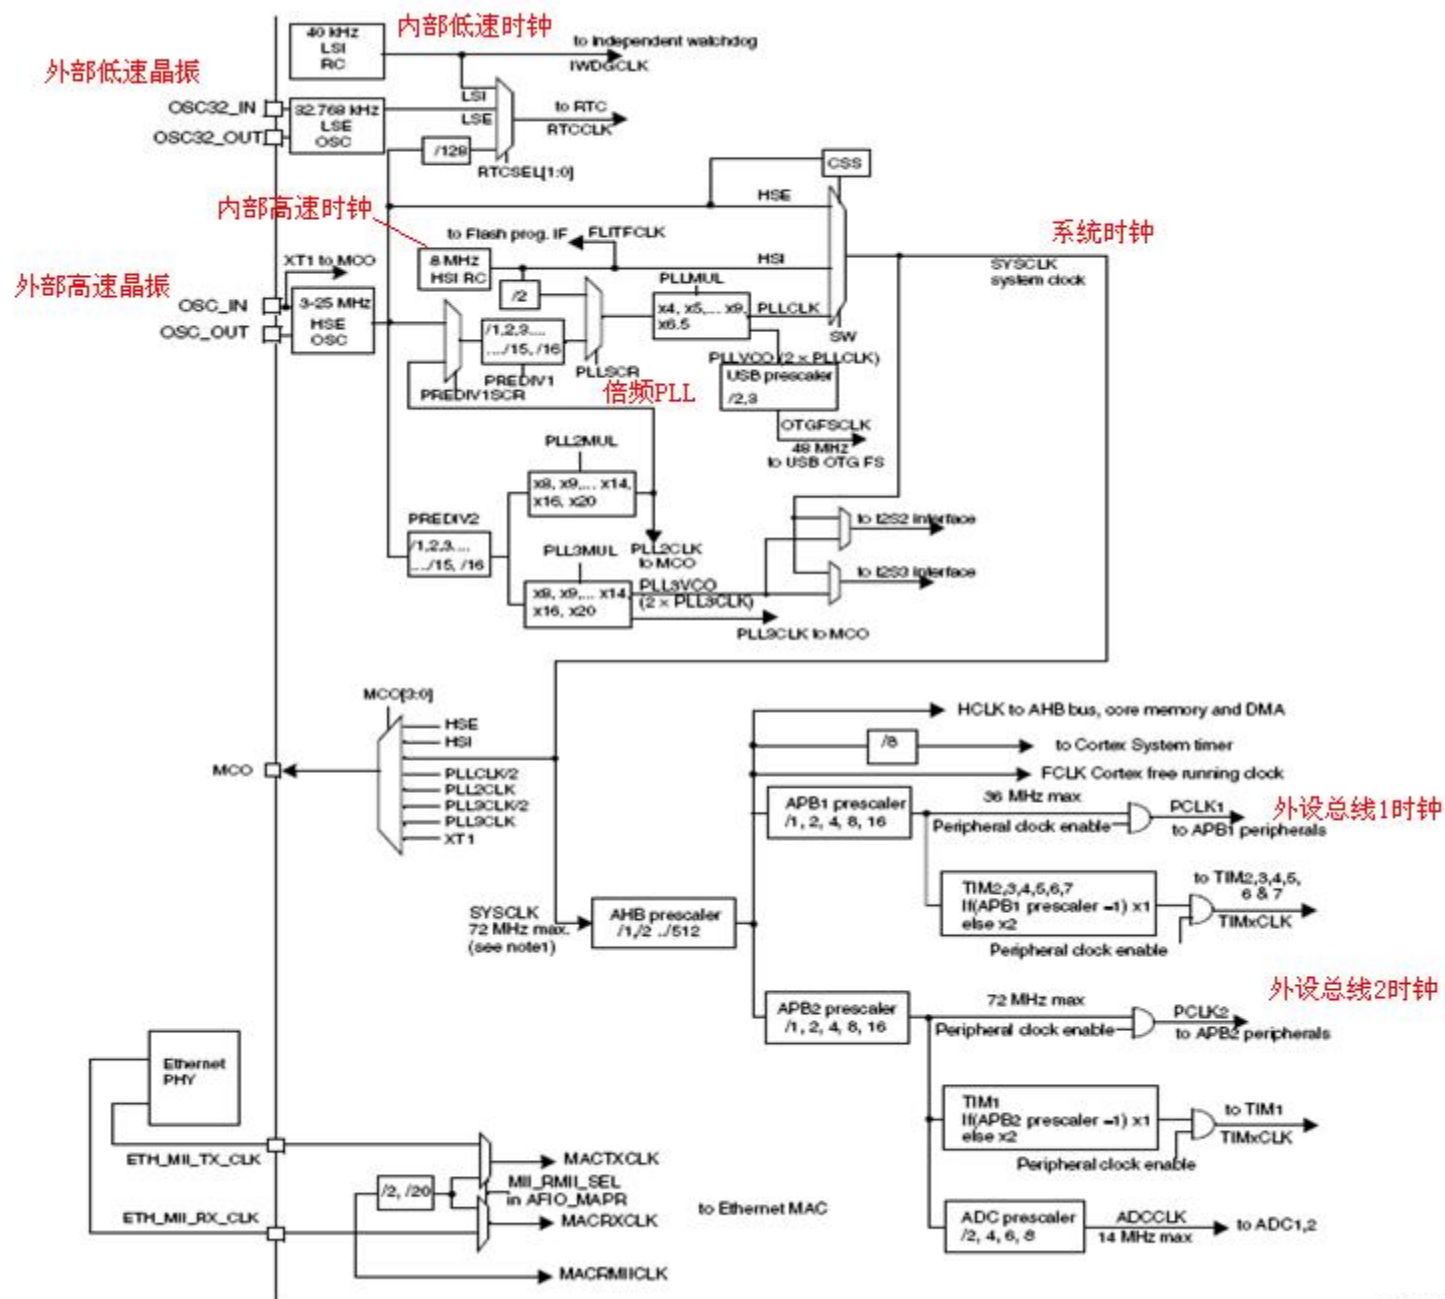 内部低速时钟
40 kHz
LSI
RC
to Independent watchdog
IWDGCLK
外部低速晶振
LSI
OSC32_IN
32.768 kHz
LSE
OSC
LSE
to RTC
RTCCLK
OSC32_OUT
/128
RTCSEL[1:0]
CSS
HSE
内部高速时钟
to Flash prog. IF
FLITFCLK
系统时钟
XT1 to MCO
8 MHz
HSI RC
HSI
SYSCLK
system clock
外部高速晶振
PLLMUL
/2
OSC_IN
3-25 MHz
HSE
OSC
x4, x5,... x9,
x6.5
PLLCLK
OSC_OUT
/1,2,3....
..../15, /16
SW
PLLVCO (2 × PLLCLK)
PREDIV1
PLLSCR
PREDIV1SCR
倍频PLL
USB prescaler
/2,3
OTGFSCLK
48 MHz
to USB OTG FS
PLL2MUL
x8, x9,... x14,
x16, x20
PREDIV2
/1,2,3....
..../15, /16
to I2S2 interface
PLL3MUL
PLL2CLK
to MCO
to I2S3 interface
x8, x9,... x14,
x16, x20
PLL3VCO
(2 × PLL3CLK)
PLL3CLK to MCO
MCO[3:0]
HSE
HSI
MCO
PLLCLK/2
PLL2CLK
PLL3CLK/2
PLL3CLK
XT1
HCLK to AHB bus, core memory and DMA
/8
to Cortex System timer
FCLK Cortex free running clock
APB1 prescaler
/1, 2, 4, 8, 16
36 MHz max
PCLK1
外设总线1时钟
Peripheral clock enable
to APB1 peripherals
TIM2,3,4,5,6,7
If(APB1 prescaler =1) x1
else x2
to TIM2,3,4,5,
6 & 7
TIMxCLK
Peripheral clock enable
SYSCLK
72 MHz max.
(see note1)
AHB prescaler
/1,/2 ../512
外设总线2时钟
APB2 prescaler
/1, 2, 4, 8, 16
72 MHz max
PCLK2
Peripheral clock enable
to APB2 peripherals
Ethernet
PHY
TIM1
If(APB2 prescaler =1) x1
else x2
to TIM1
TIMxCLK
Peripheral clock enable
ETH_MII_TX_CLK
MACTXCLK
/2, /20
MII_RMII_SEL
in AFIO_MAPR
to Ethernet MAC
ETH_MII_RX_CLK
MACRXCLK
ADC prescaler
/2, 4, 6, 8
ADCCLK
14 MHz max
to ADC1,2
MACRMIICLK